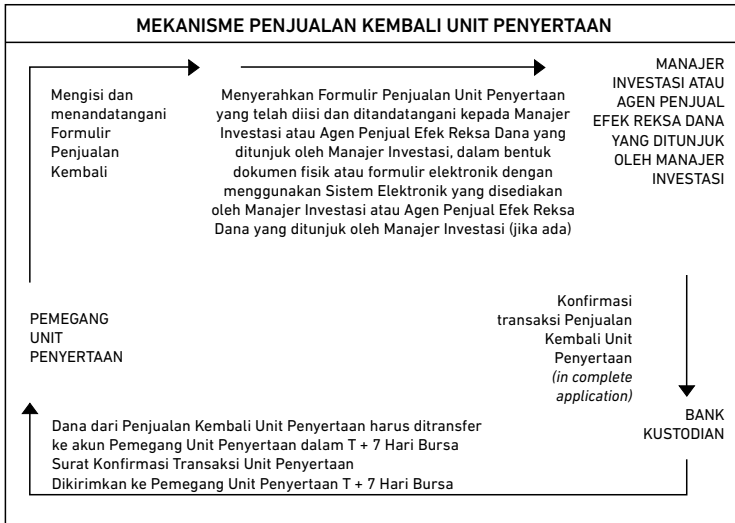 MEKANISME PENJUALAN KEMBALI UNIT PENYERTAAN
Mengisi dan
menandatangani
Formulir
Penjualan
Kembali
Menyerahkan Formulir Penjualan Unit Penyertaan
yang telah diisi dan ditandatangani kepada Manajer
Investasi atau Agen Penjual Efek Reksa Dana yang
ditunjuk oleh Manajer Investasi, dalam bentuk
dokumen fisik atau formulir elektronik dengan
menggunakan Sistem Elektronik yang disediakan
oleh Manajer Investasi atau Agen Penjual Efek Reksa
Dana yang ditunjuk oleh Manajer Investasi (jika ada)
MANAJER
INVESTASI ATAU
AGEN PENJUAL
EFEK REKSA DANA
YANG DITUNJUK
OLEH MANAJER
INVESTASI
PEMEGANG
UNIT
PENYERTAAN
Konfirmasi
transaksi Penjualan
Kembali Unit
Penyertaan
(in complete
application)
BANK
KUSTODIAN
Dana dari Penjualan Kembali Unit Penyertaan harus ditransfer
ke akun Pemegang Unit Penyertaan dalam T + 7 Hari Bursa
Surat Konfirmasi Transaksi Unit Penyertaan
Dikirimkan ke Pemegang Unit Penyertaan T + 7 Hari Bursa